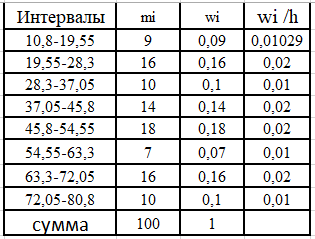 Интервалы mi wi wi /h
10,8-19,55 9 0,09 0,01029
19,55-28,3 16 0,16 0,02
28,3-37,05 10 0,1 0,01
37,05-45,8 14 0,14 0,02
45,8-54,55 18 0,18 0,02
54,55-63,3 7 0,07 0,01
63,3-72,05 16 0,16 0,02
72,05-80,8 10 0,1 0,01
сумма 100 1